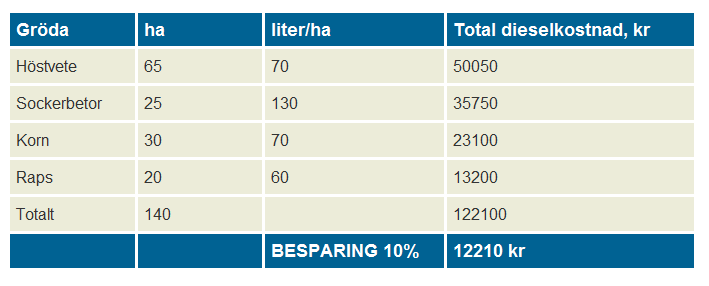 Gröda ha liter/ha Total dieselkostnad, kr
Höstvete 65 70 50050
Sockerbetor 25 130 35750
Korn 30 70 23100
Raps 20 60 13200
Totalt 140 122100
BESPARING 10% 12210 kr